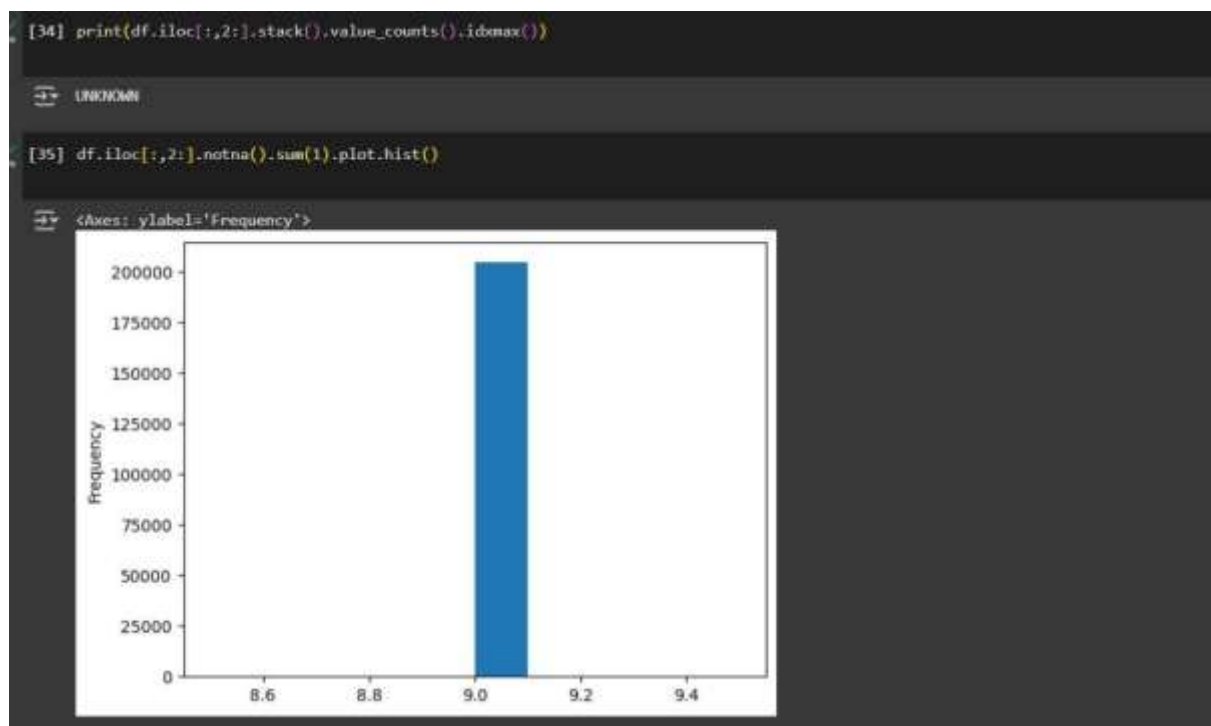 [34] print(df.iloc[:,2:].stack().value_counts().idxmax())
UNKNOWN
[35] df.iloc[:,2:].notna().sum(1).plot.hist()
<Axes: ylabel='Frequency'>
200000
175000
150000
125000
100000
75000
50000
25000
0
Frequency
8.6 8.8 9.0 9.2 9.4